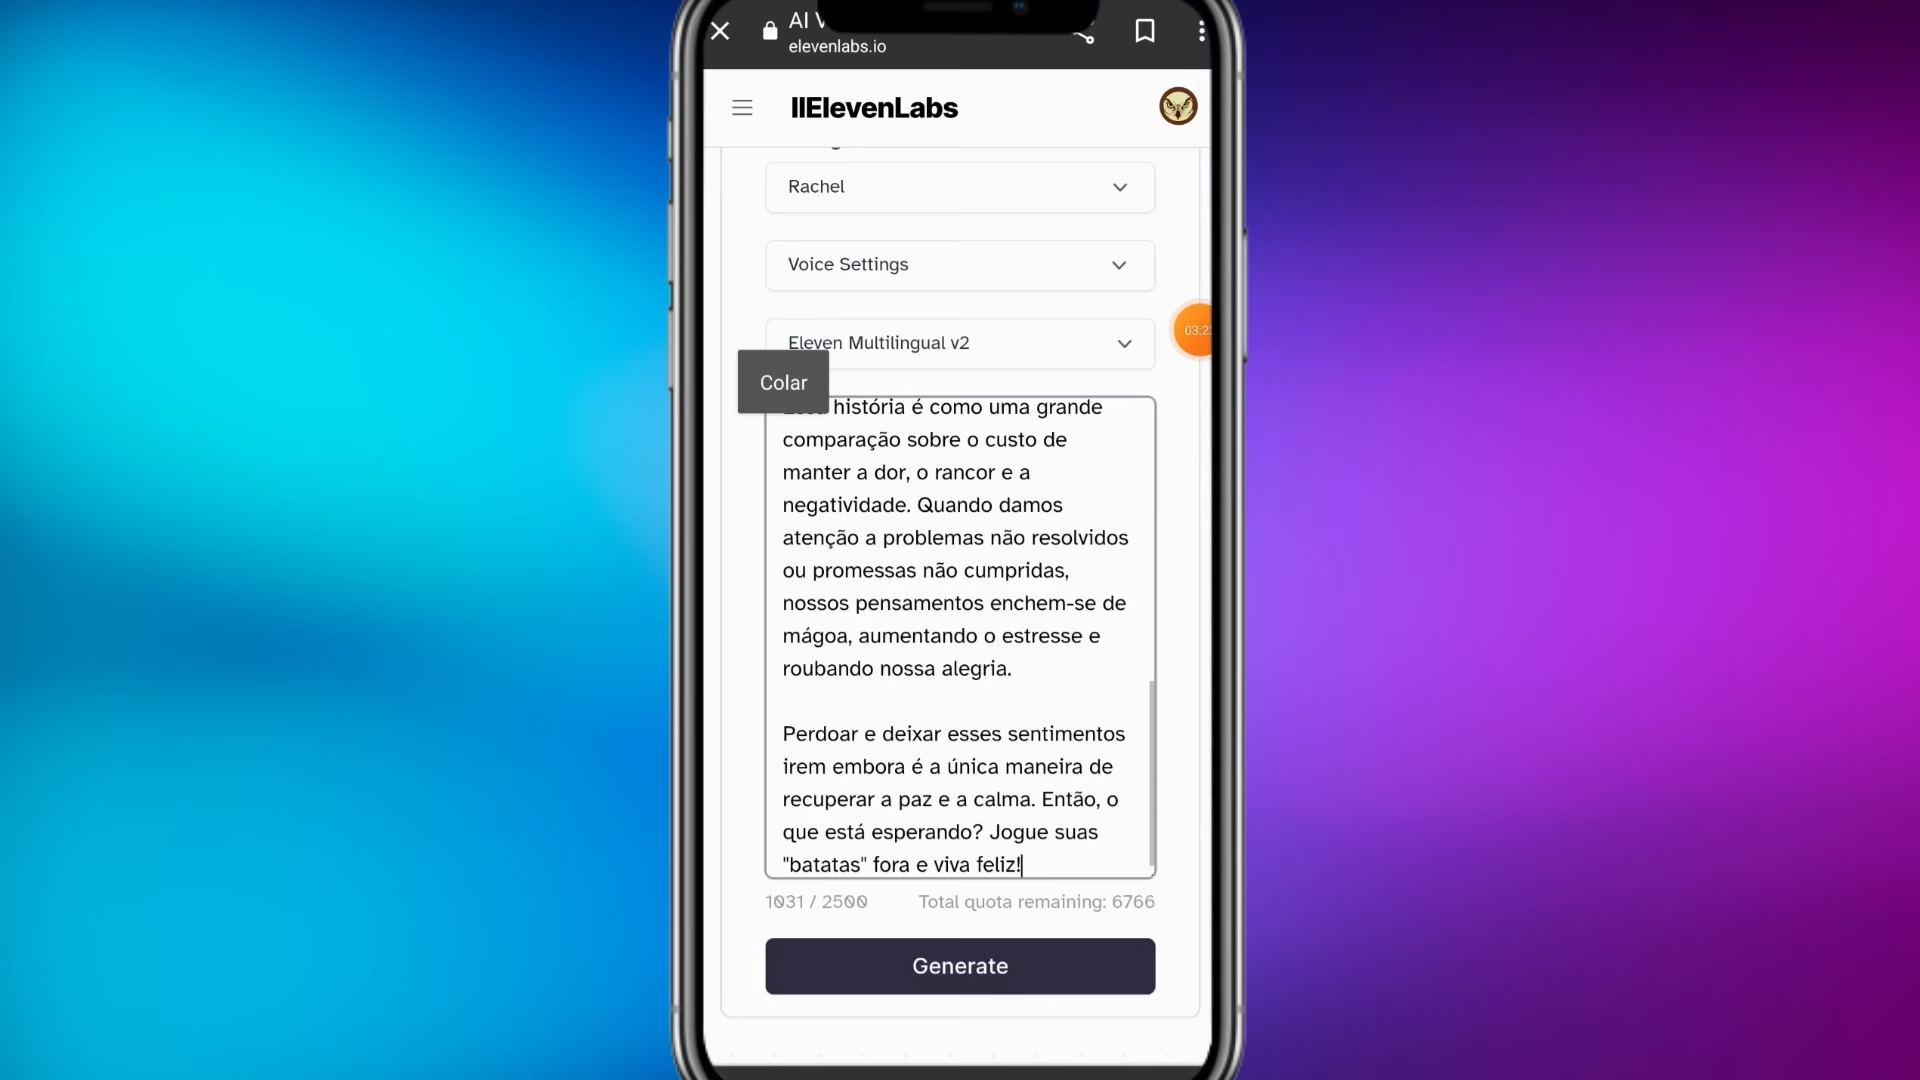 AI V
elevenlabs.io
IIElevenLabs
Rachel
Voice Settings
Eleven Multilingual v2
Colar
história é como uma grande
comparação sobre o custo de
manter a dor, o rancor e a
negatividade. Quando damos
atenção a problemas não resolvidos
ou promessas não cumpridas,
nossos pensamentos enchem-se de
mágoa, aumentando o estresse e
roubando nossa alegria.
Perdoar e deixar esses sentimentos
irem embora é a única maneira de
recuperar a paz e a calma. Então, o
que está esperando? Jogue suas
"batatas" fora e viva feliz!
1031 / 2500 Total quota remaining: 6766
Generate